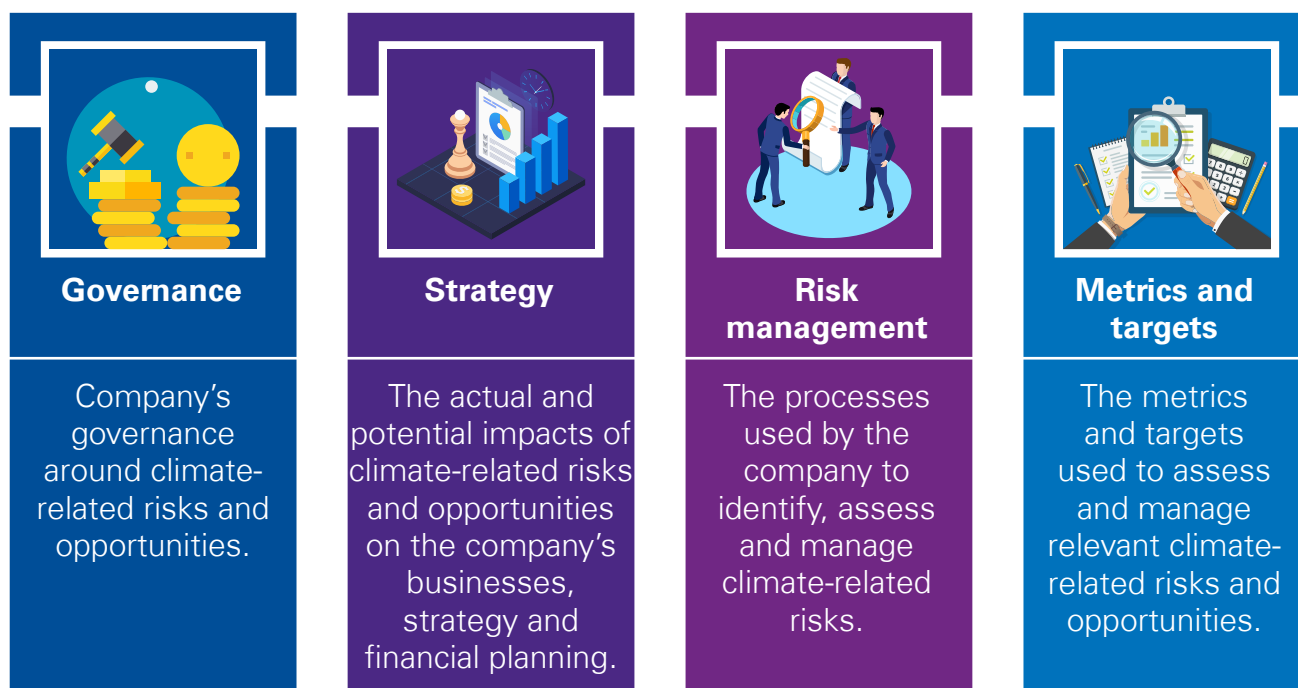 Governance
Company's
governance
around climate-
related risks and
opportunities.
Strategy
The actual and
potential impacts of
climate-related risks
and opportunities
on the company's
businesses,
strategy and
financial planning.
Risk
management
The processes
used by the
company to
identify, assess
and manage
climate-related
risks.
Metrics and
targets
The metrics
and targets
used to assess
and manage
relevant climate-
related risks and
opportunities.